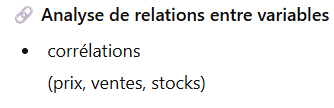 Analyse de relations entre variables
• corrélations
(prix, ventes, stocks)